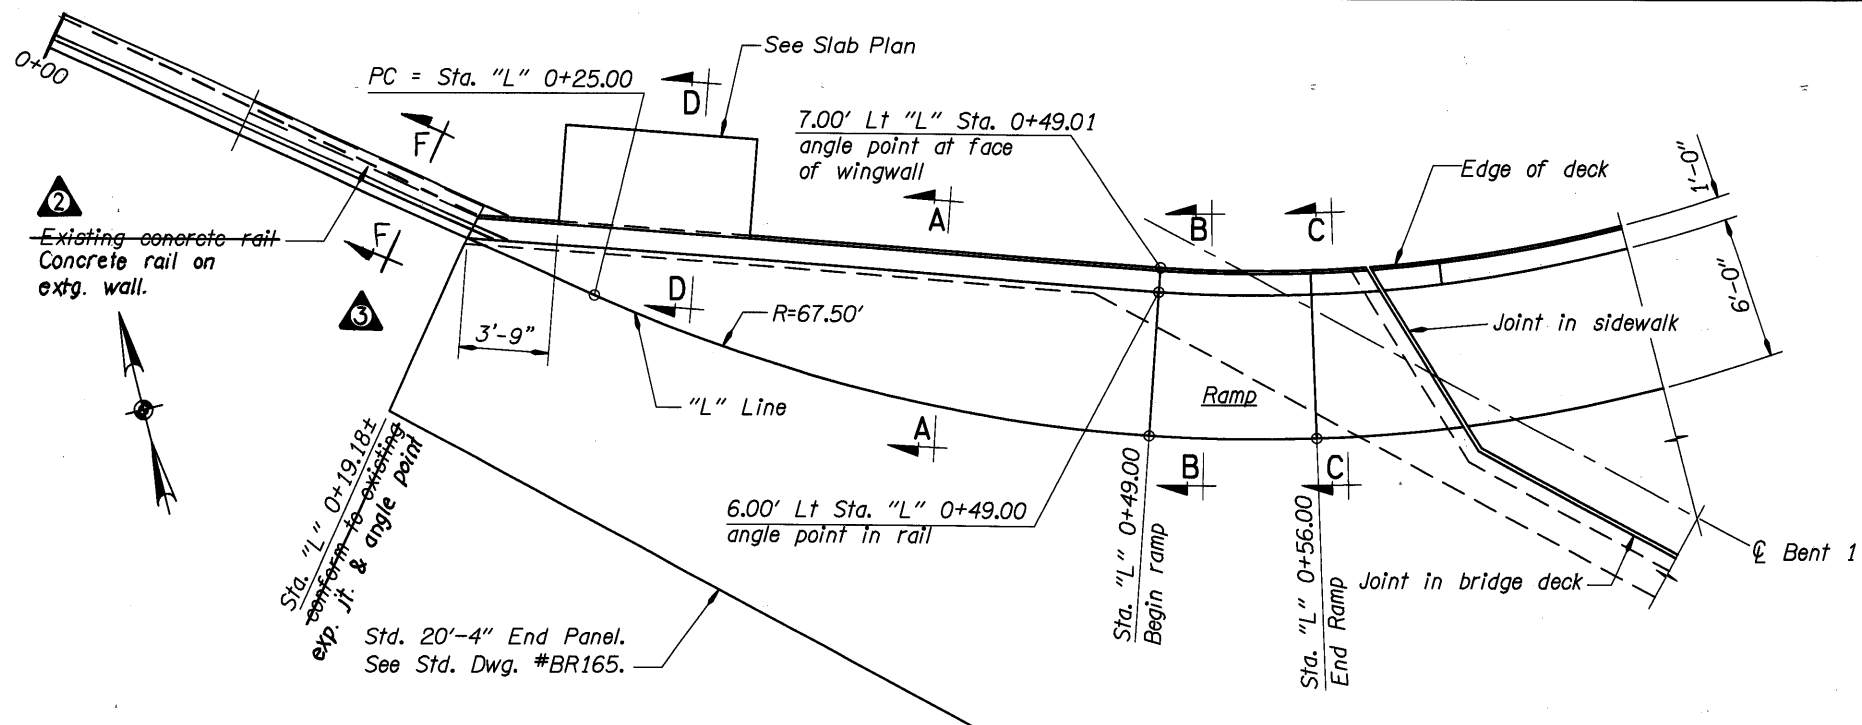 0+00
PC = Sta. "L" 0+25.00
See Slab Plan
D
F
7.00' Lt "L" Sta. 0+49.01
angle point at face
of wingwall
Edge of deck
1'-0"
2
Existing concrete rail
Concrete rail on
extg. wall.
F
A
B
C
3
3'-9"
D
R=67.50'
Joint in sidewalk
6'-0"
"L" Line
Ramp
A
B
C
Sta. "L" 0+19.18±
conform to existing
exp. jt. & angle point
6.00' Lt Sta. "L" 0+49.00
angle point in rail
Sta. "L" 0+49.00
Begin ramp
Sta. "L" 0+56.00
End Ramp
Joint in bridge deck
℄ Bent 1
Std. 20'-4" End Panel.
See Std. Dwg. #BR165.